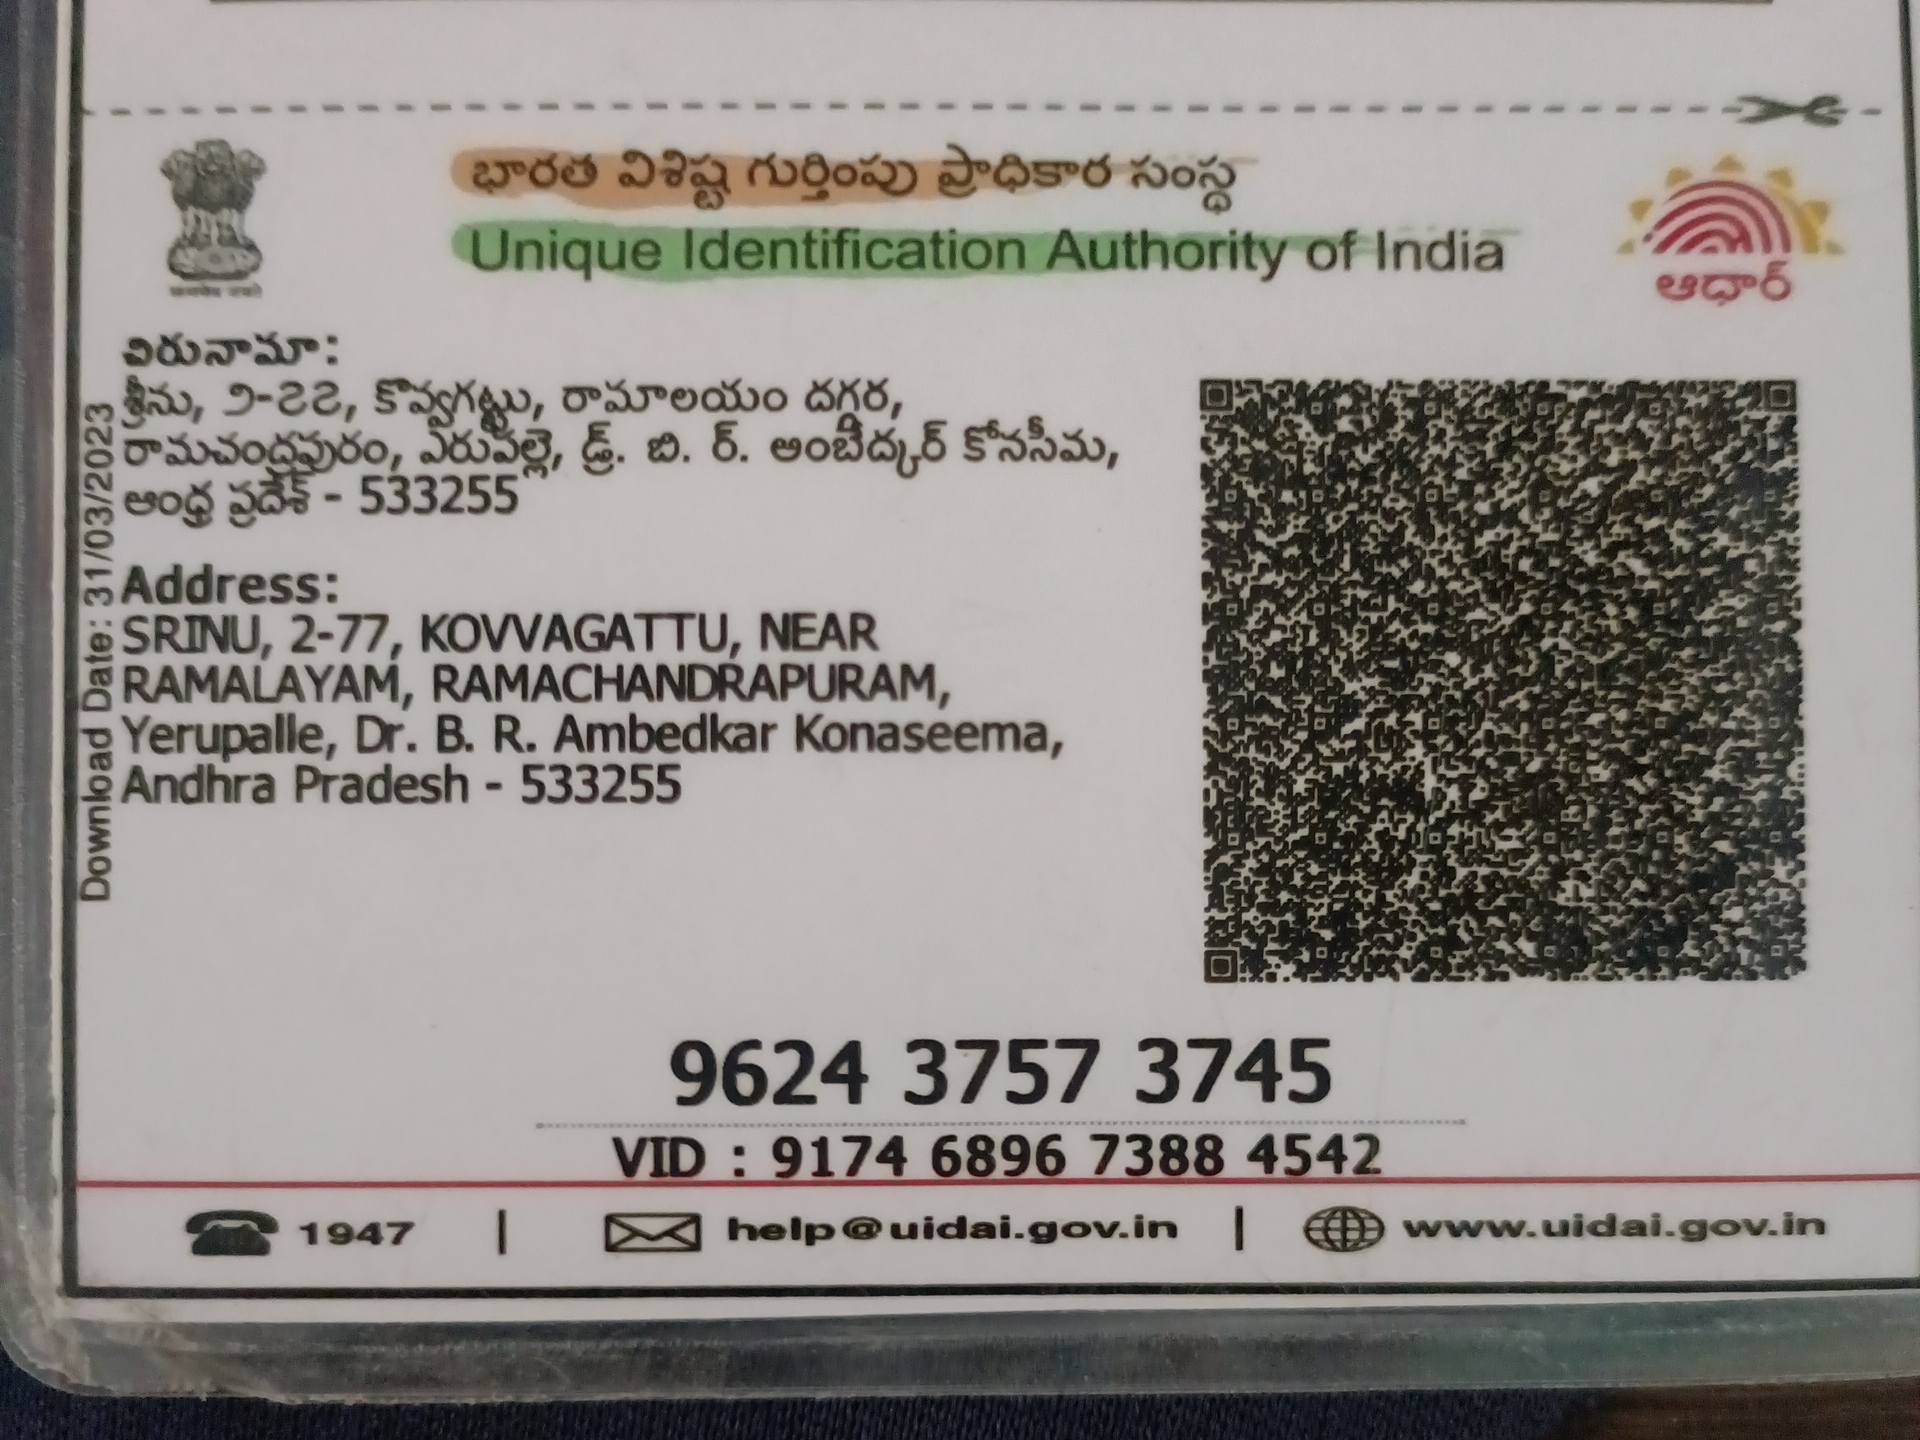 భారత విశిష్ట గుర్తింపు ప్రాధికార సంస్థ
Unique Identification Authority of India
ఆధార్
చిరునామా:
శ్రీను, ౨-౭౭, కొవ్వగట్టు, రామాలయం దగ్గర,
రామచంద్రపురం, ఎరుపల్లె, డ్ర్. బి. ర్. అంబేద్కర్ కోనసీమ,
ఆంధ్ర ప్రదేశ్ - 533255
Address:
SRINU, 2-77, KOVVAGATTU, NEAR
RAMALAYAM, RAMACHANDRAPURAM,
Yerupalle, Dr. B. R. Ambedkar Konaseema,
Andhra Pradesh - 533255
Download Date: 31/03/2023
9624 3757 3745
VID : 9174 6896 7388 4542
1947 | help@uidai.gov.in | www.uidai.gov.in